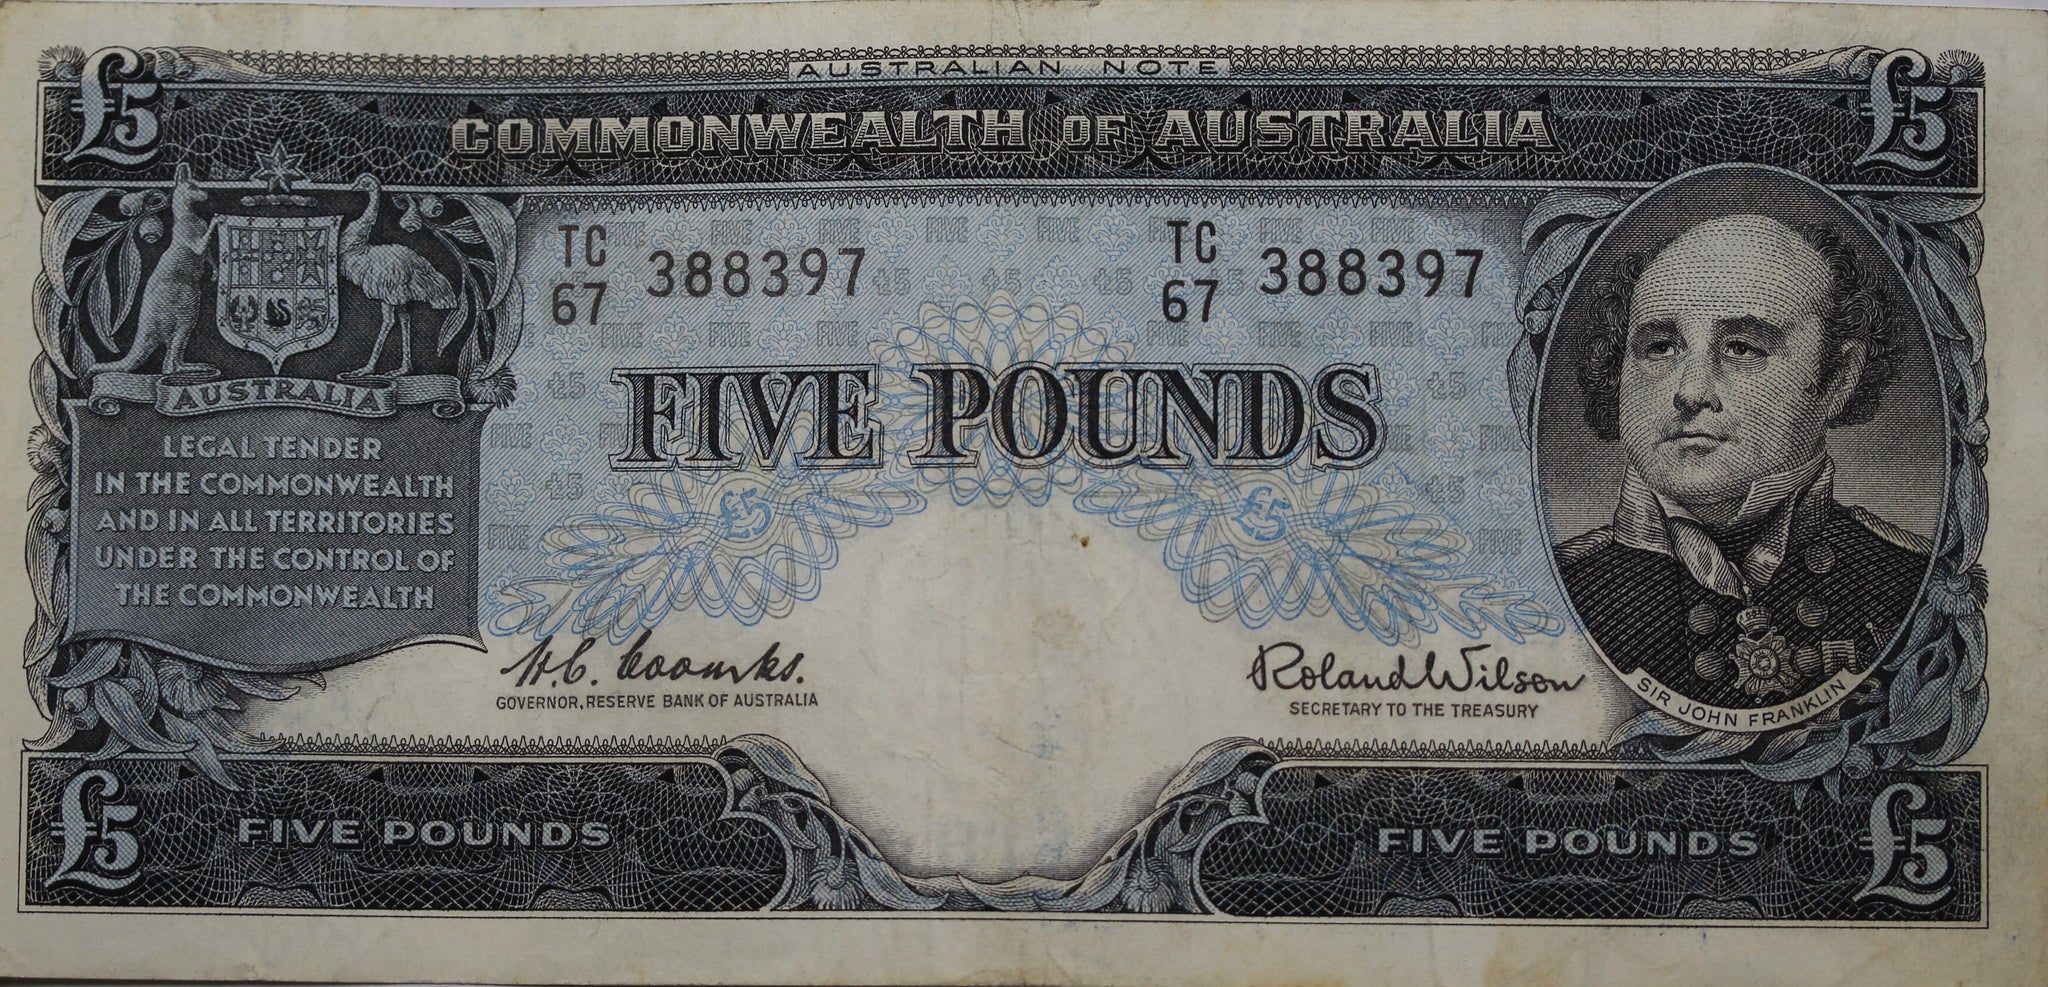 AUSTRALIAN NOTE
£5 £5
COMMONWEALTH OF AUSTRALIA
TC
67 388397
TC
67 388397
FIVE POUNDS
£5 £5
AUSTRALIA
LEGAL TENDER
IN THE COMMONWEALTH
AND IN ALL TERRITORIES
UNDER THE CONTROL OF
THE COMMONWEALTH
H.C. Coombs.
GOVERNOR, RESERVE BANK OF AUSTRALIA
Roland Wilson
SECRETARY TO THE TREASURY
SIR JOHN FRANKLIN
£5 FIVE POUNDS
FIVE POUNDS £5